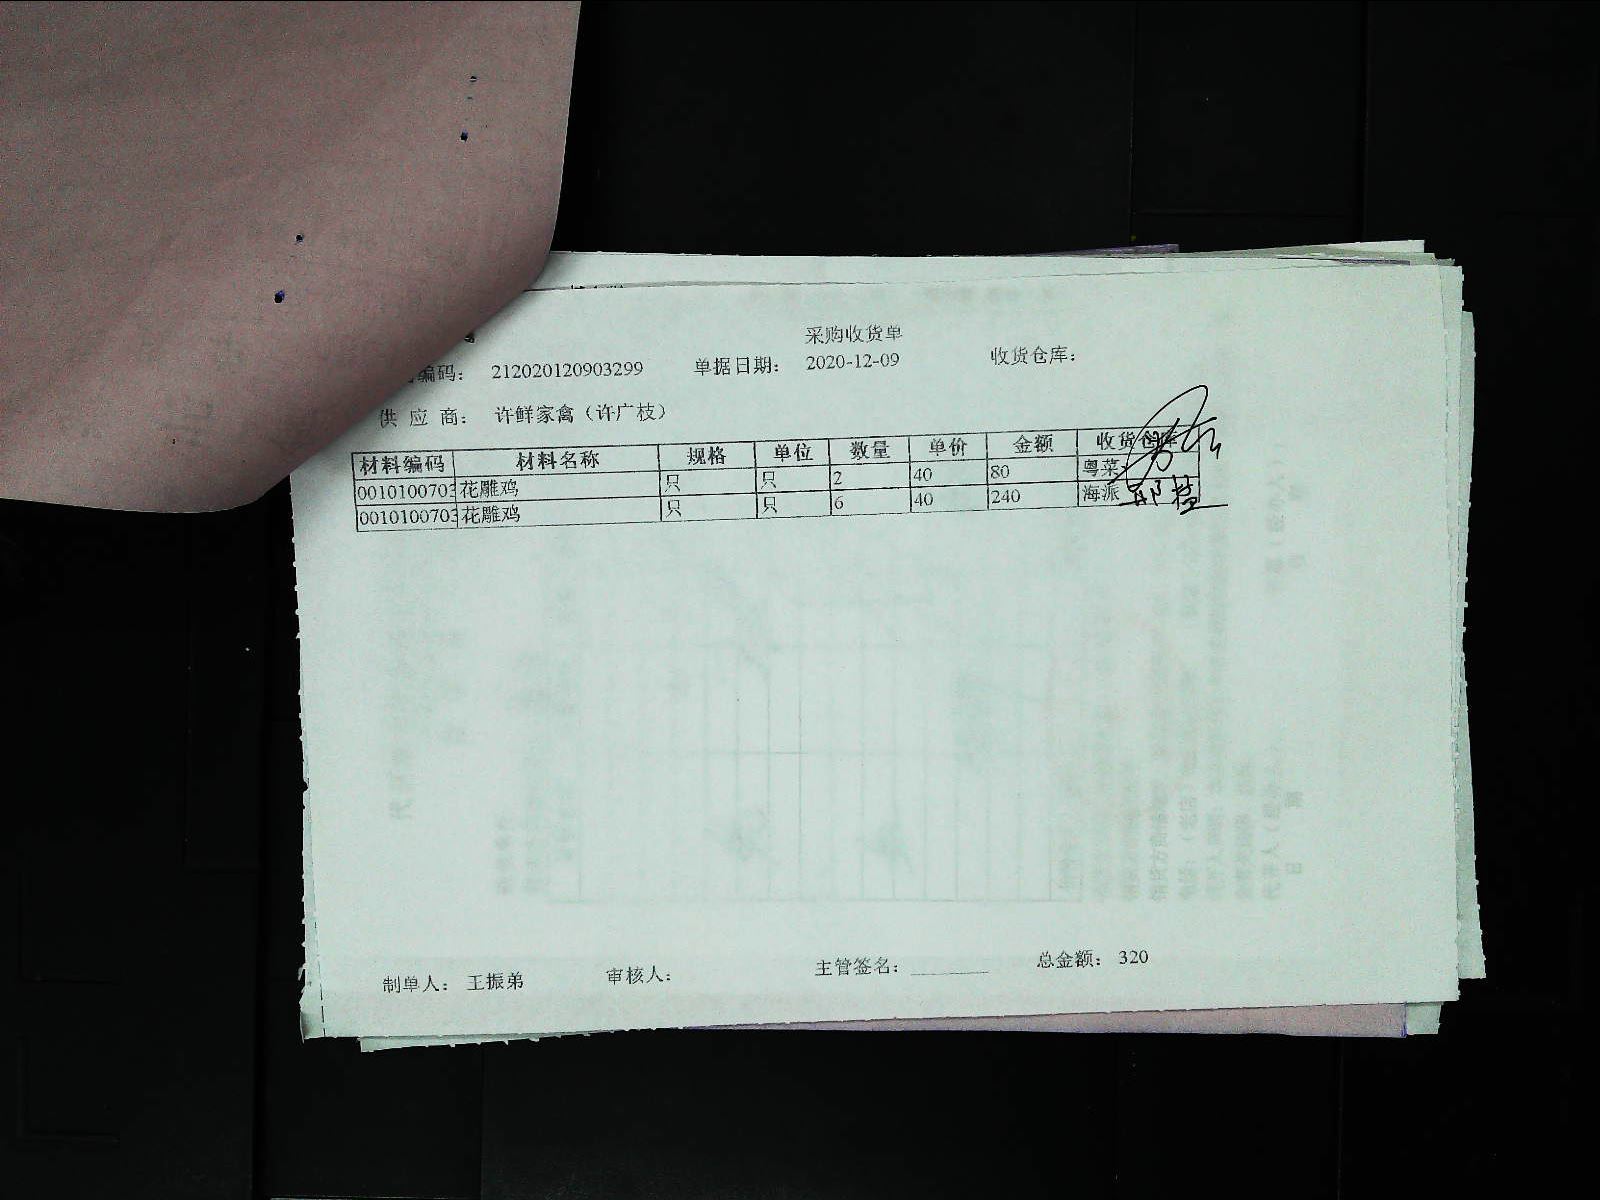 采购收货单
编码： 212020120903299 单据日期： 2020-12-09 收货仓库：
供 应 商： 许鲜家禽（许广枝）
材料编码 材料名称 规格 单位 数量 单价 金额 收货仓库
0010100703 花雕鸡 只 只 2 40 80 粤菜
0010100703 花雕鸡 只 只 6 40 240 海派
制单人： 王振弟 审核人： 主管签名： 总金额： 320